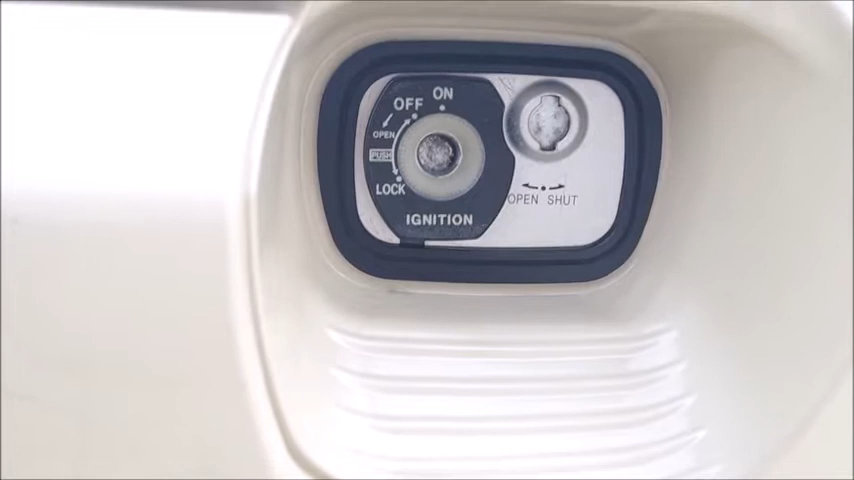 ON
OFF
OPEN
PUSH
LOCK
IGNITION
OPEN SHUT